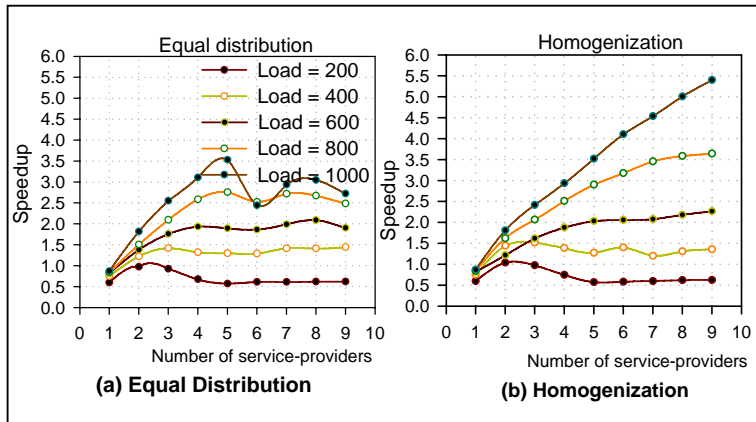 Equal distribution
6.0
5.5
5.0
4.5
4.0
3.5
3.0
2.5
2.0
1.5
1.0
0.5
0.0
Speedup
Load = 200
Load = 400
Load = 600
Load = 800
Load = 1000
0 1 2 3 4 5 6 7 8 9 10
Number of service-providers
(a) Equal Distribution
Homogenization
6.0
5.5
5.0
4.5
4.0
3.5
3.0
2.5
2.0
1.5
1.0
0.5
0.0
Speedup
0 1 2 3 4 5 6 7 8 9 10
Number of service-providers
(b) Homogenization